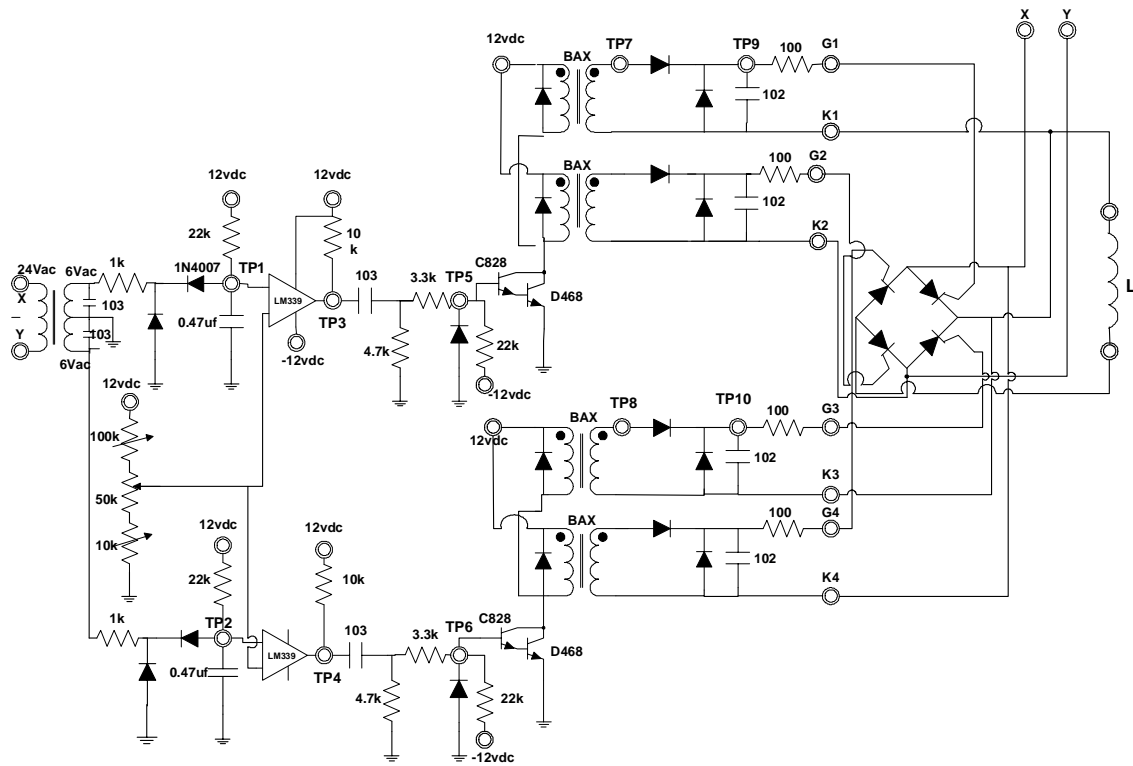 X Y
12vdc BAX TP7 TP9 100 G1
102
K1
BAX 100 G2
102
K2
12vdc 12vdc
22k 10
k
24Vac 6Vac 1k 1N4007 TP1
X 103 LM339 103 3.3k TP5 C828
D468
TP3
Y 103 0.47uf -12vdc 4.7k 22k
6Vac
-12vdc
L
12vdc
100k
50k
10k
12vdc BAX TP8 TP10 100 G3
102
K3
BAX 100 G4
102
K4
12vdc 12vdc
22k 10k
1k TP2 LM339 103 3.3k TP6 C828
D468
0.47uf TP4 4.7k 22k
-12vdc